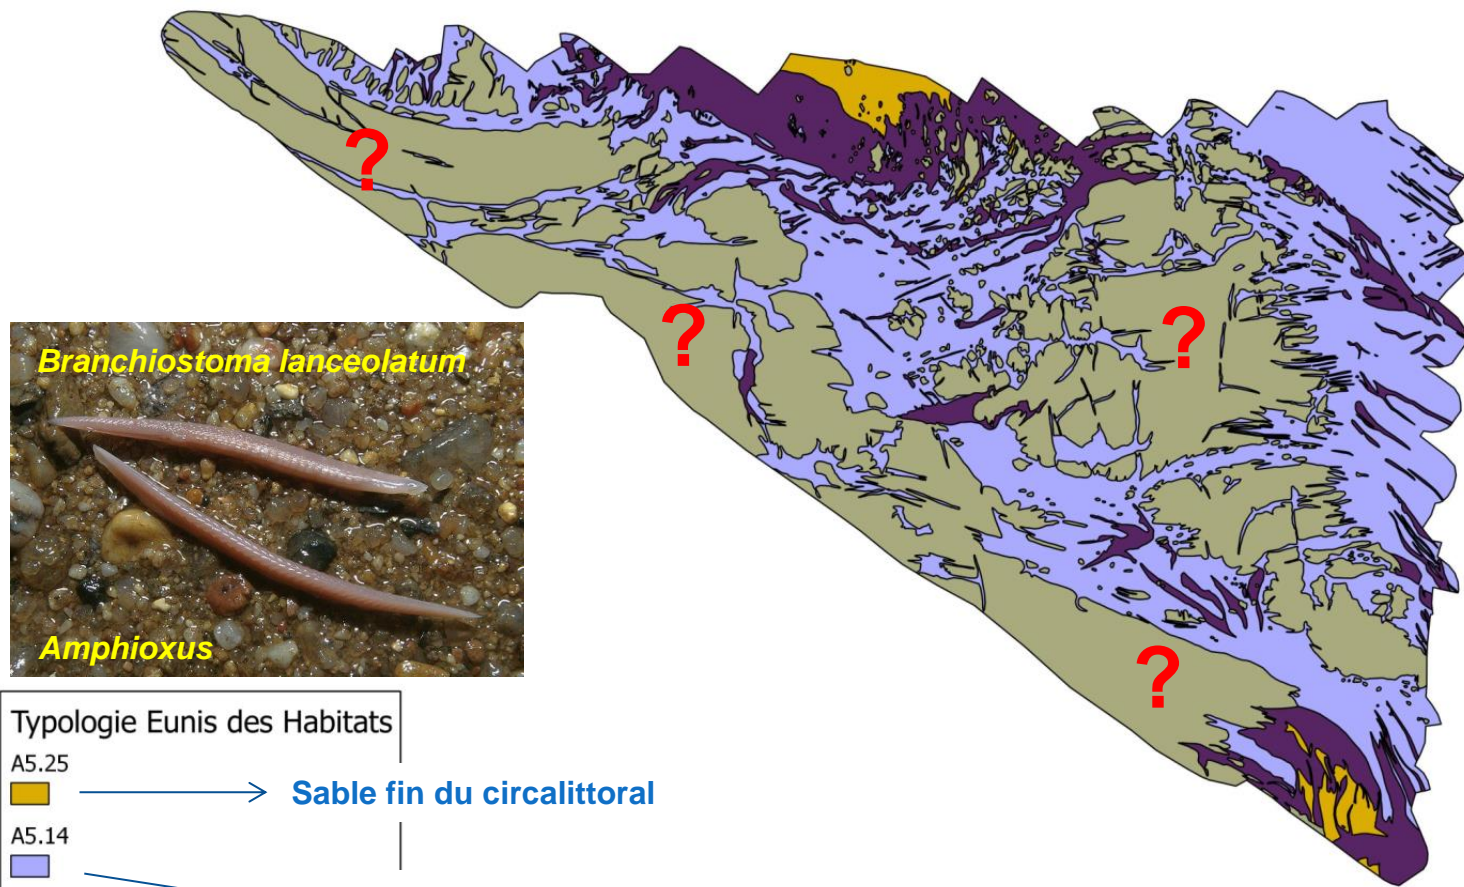 ?
?
?
?
Branchiostoma lanceolatum
Amphioxus
Typologie Eunis des Habitats
A5.25
Sable fin du circalittoral
A5.14